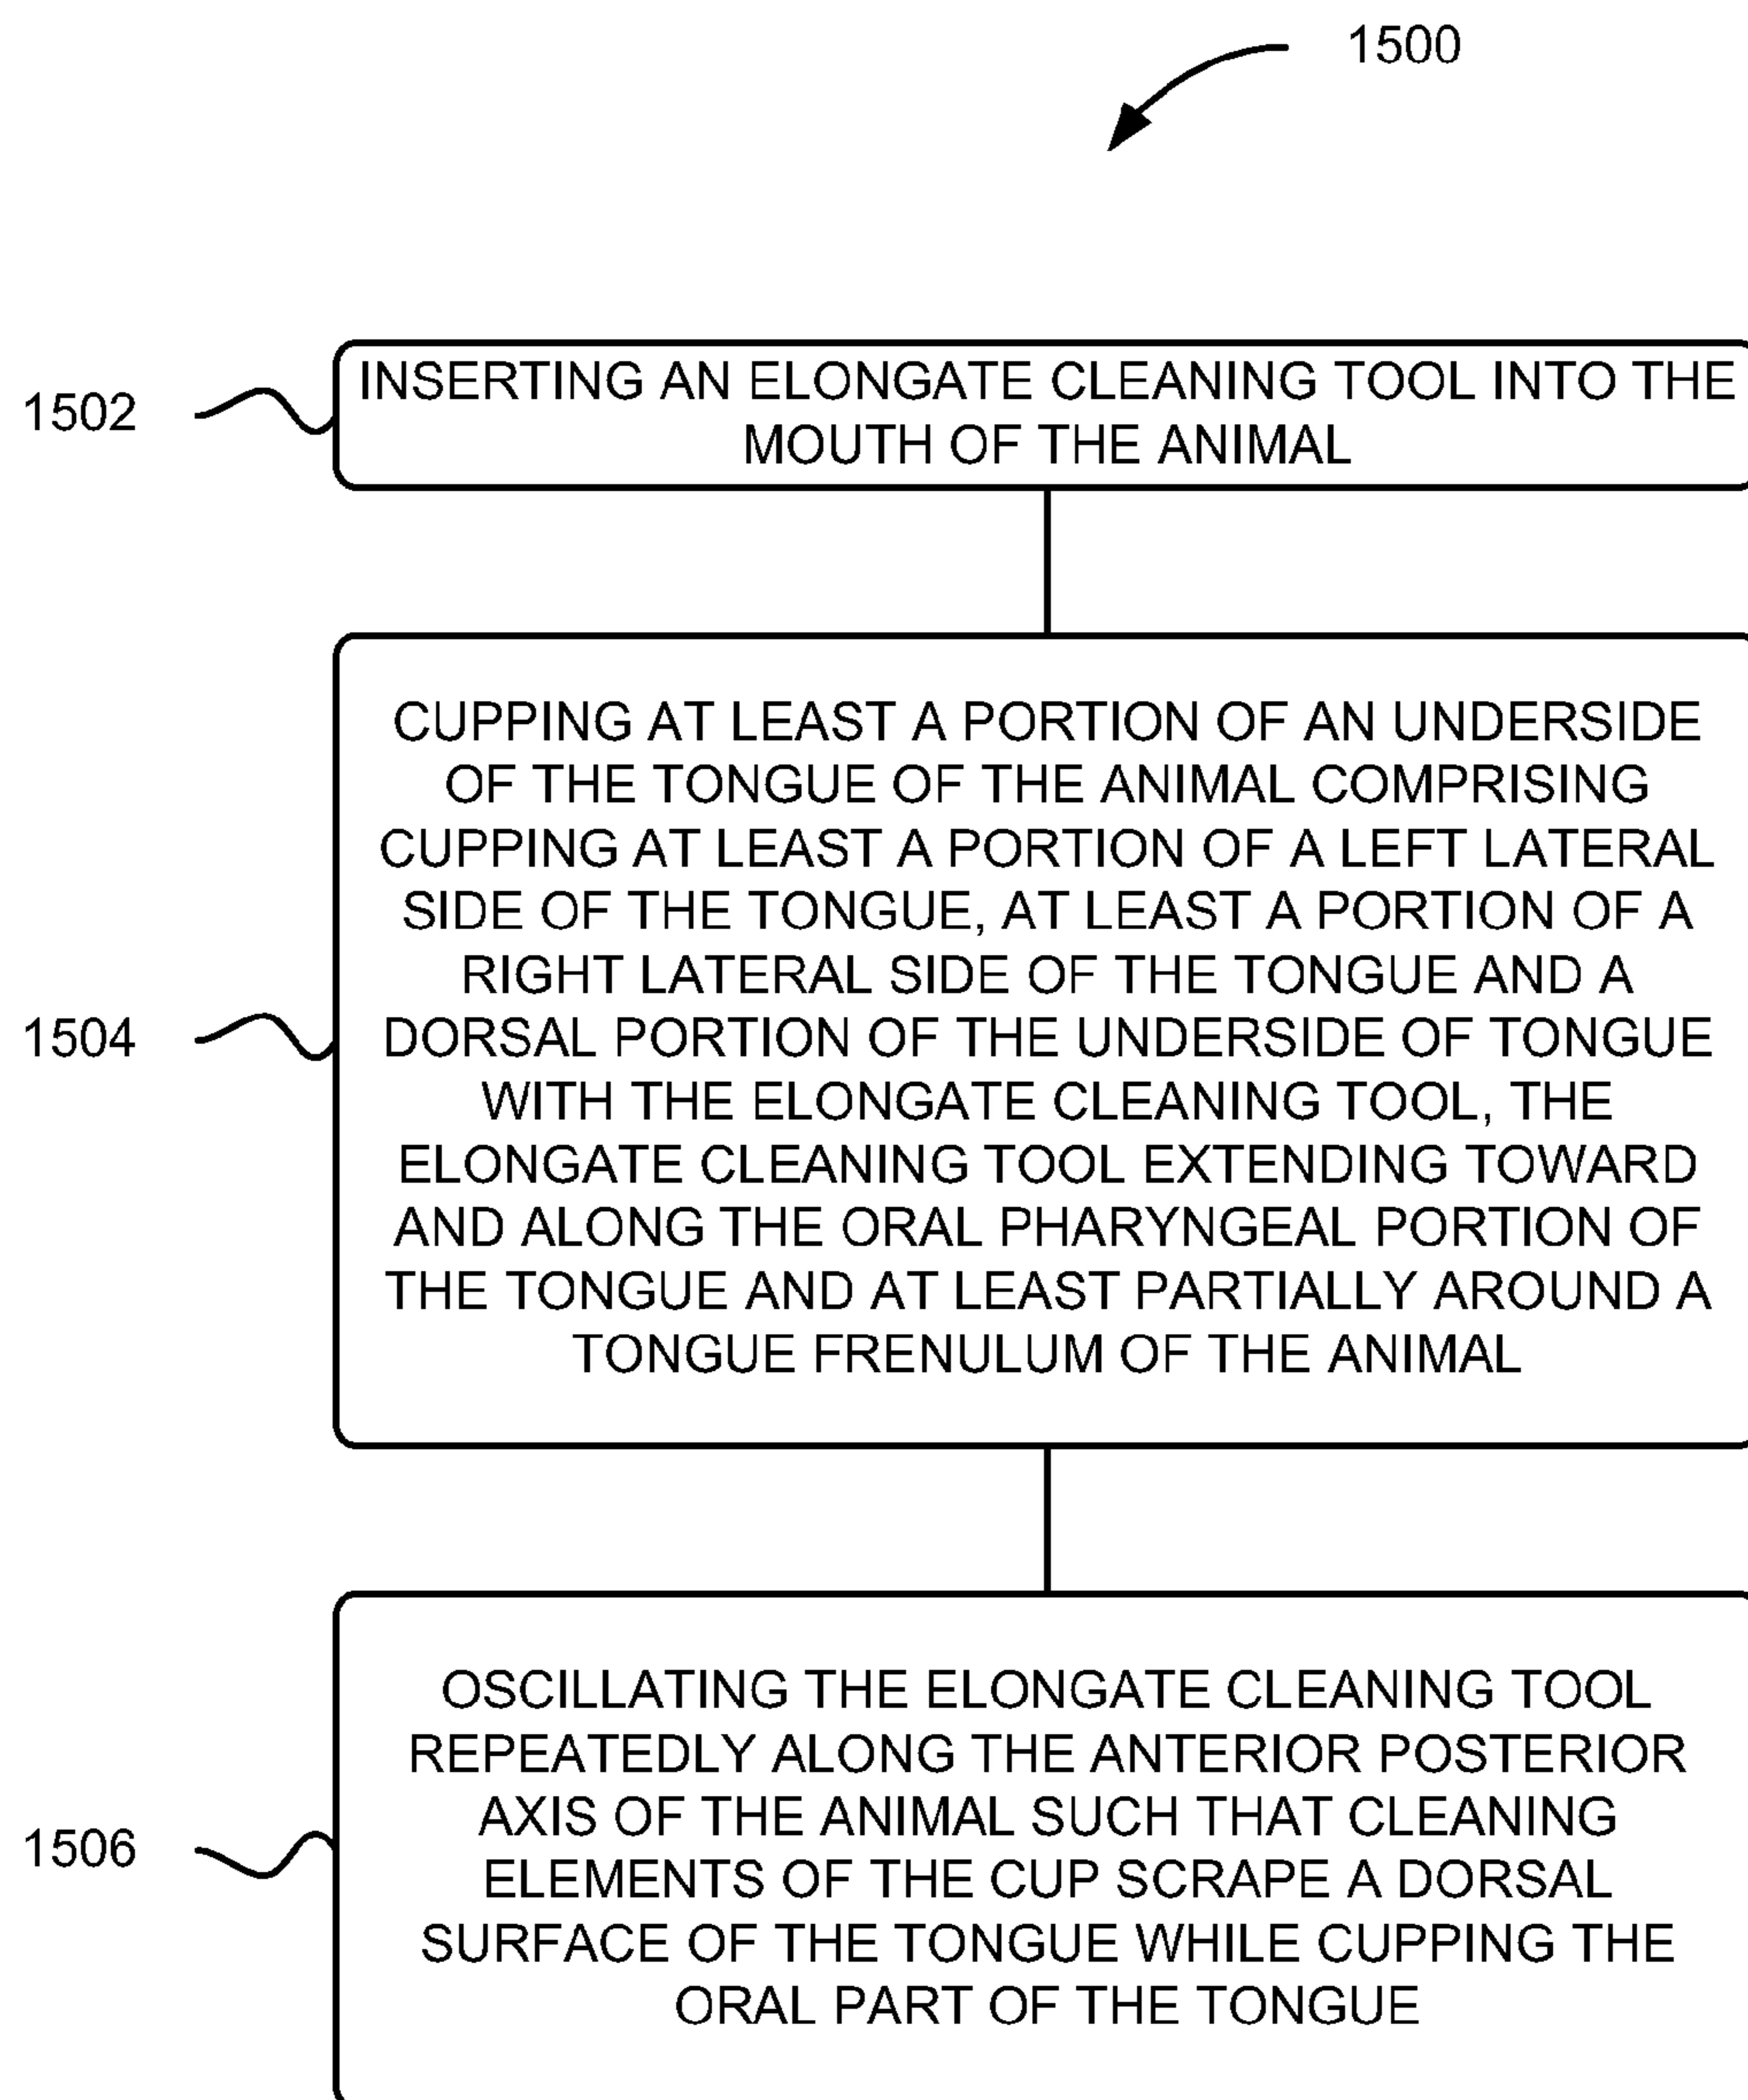 1500
1502
INSERTING AN ELONGATE CLEANING TOOL INTO THE
MOUTH OF THE ANIMAL
1504
CUPPING AT LEAST A PORTION OF AN UNDERSIDE
OF THE TONGUE OF THE ANIMAL COMPRISING
CUPPING AT LEAST A PORTION OF A LEFT LATERAL
SIDE OF THE TONGUE, AT LEAST A PORTION OF A
RIGHT LATERAL SIDE OF THE TONGUE AND A
DORSAL PORTION OF THE UNDERSIDE OF TONGUE
WITH THE ELONGATE CLEANING TOOL, THE
ELONGATE CLEANING TOOL EXTENDING TOWARD
AND ALONG THE ORAL PHARYNGEAL PORTION OF
THE TONGUE AND AT LEAST PARTIALLY AROUND A
TONGUE FRENULUM OF THE ANIMAL
1506
OSCILLATING THE ELONGATE CLEANING TOOL
REPEATEDLY ALONG THE ANTERIOR POSTERIOR
AXIS OF THE ANIMAL SUCH THAT CLEANING
ELEMENTS OF THE CUP SCRAPE A DORSAL
SURFACE OF THE TONGUE WHILE CUPPING THE
ORAL PART OF THE TONGUE